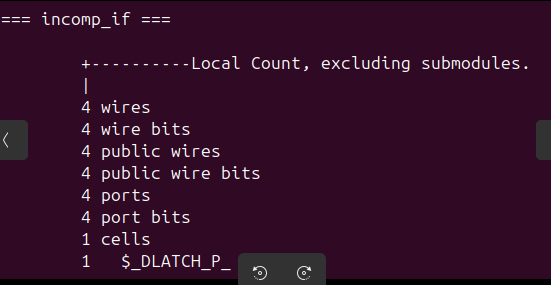 === incomp_if ===
+----------Local Count, excluding submodules.
|
4 wires
4 wire bits
4 public wires
4 public wire bits
4 ports
4 port bits
1 cells
1   $_DLATCH_P_